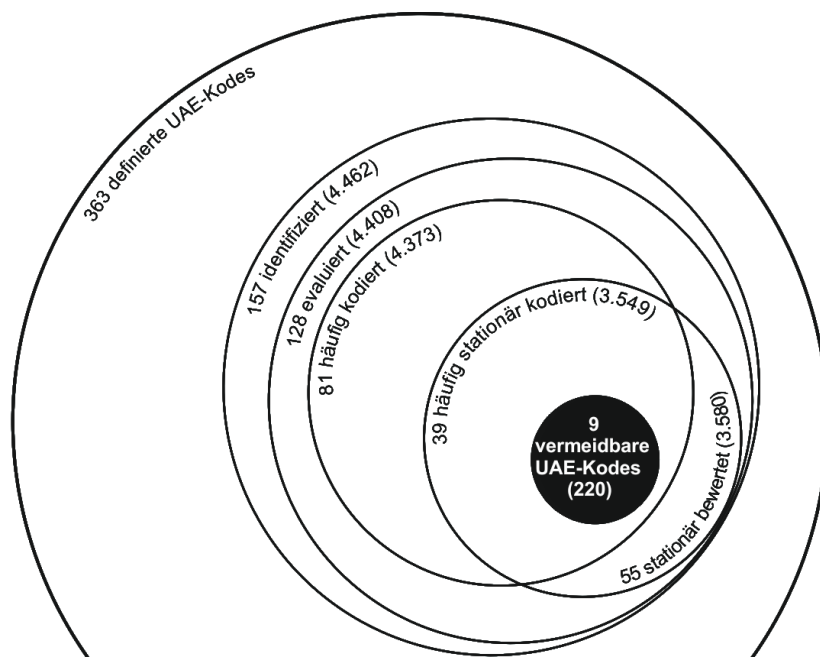 363 definierte UAE-Kodes
157 identifiziert (4.462)
128 evaluiert (4.408)
81 häufig kodiert (4.373)
39 häufig stationär kodiert (3.549)
9
vermeidbare
UAE-Kodes
(220)
55 stationär bewertet (3.580)